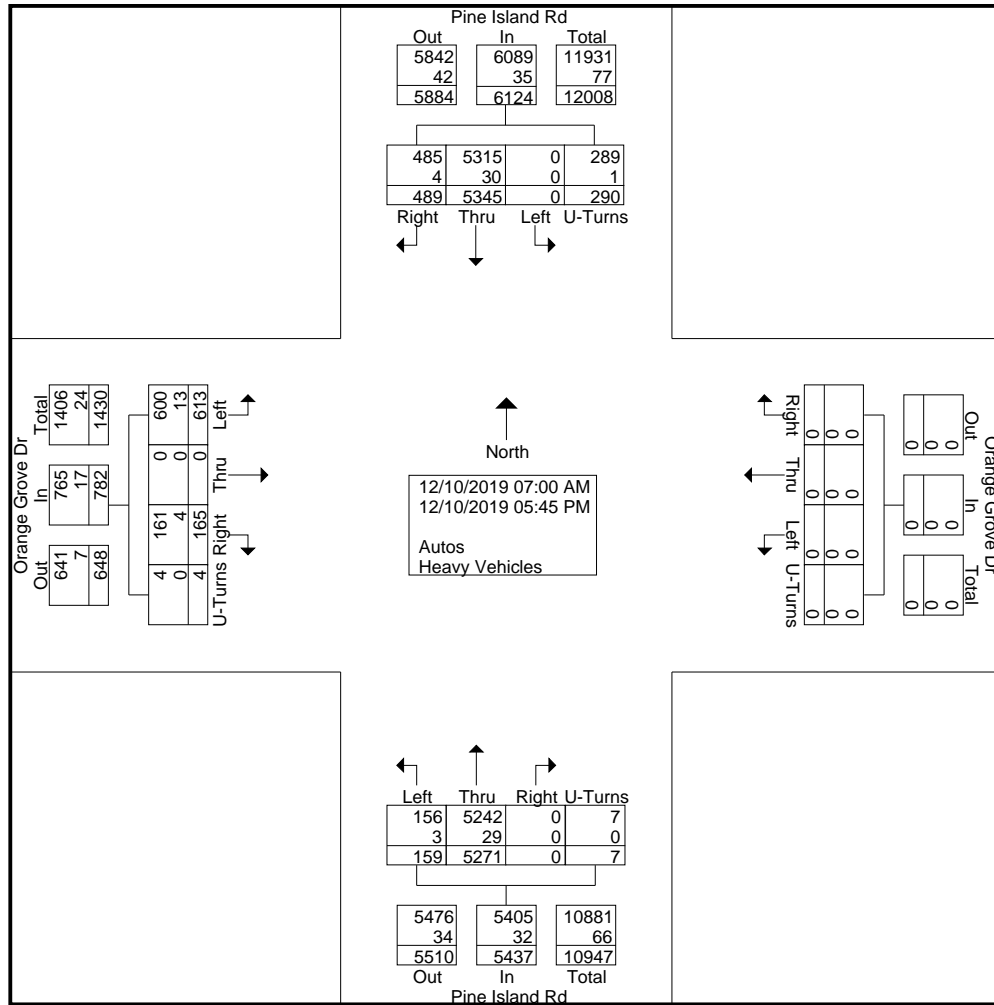 Pine Island Rd
Out In Total
5842 6089 11931
42 35 77
5884 6124 12008
485 5315 0 289
4 30 0 1
489 5345 0 290
Right Thru Left U-Turns
Orange Grove Dr
Total In Out
1406 765 641
24 17 7
1430 782 648
600 0 161 4
13 0 4 0
613 0 165 4
Left Thru Right U-Turns
North
12/10/2019 07:00 AM
12/10/2019 05:45 PM
Autos
Heavy Vehicles
Right Thru Left U-Turns
0 0 0 0
0 0 0 0
0 0 0 0
Out In Total
0 0 0
0 0 0
0 0 0
Orange Grove Dr
Left Thru Right U-Turns
156 5242 0 7
3 29 0 0
159 5271 0 7
5476 5405 10881
34 32 66
5510 5437 10947
Out In Total
Pine Island Rd